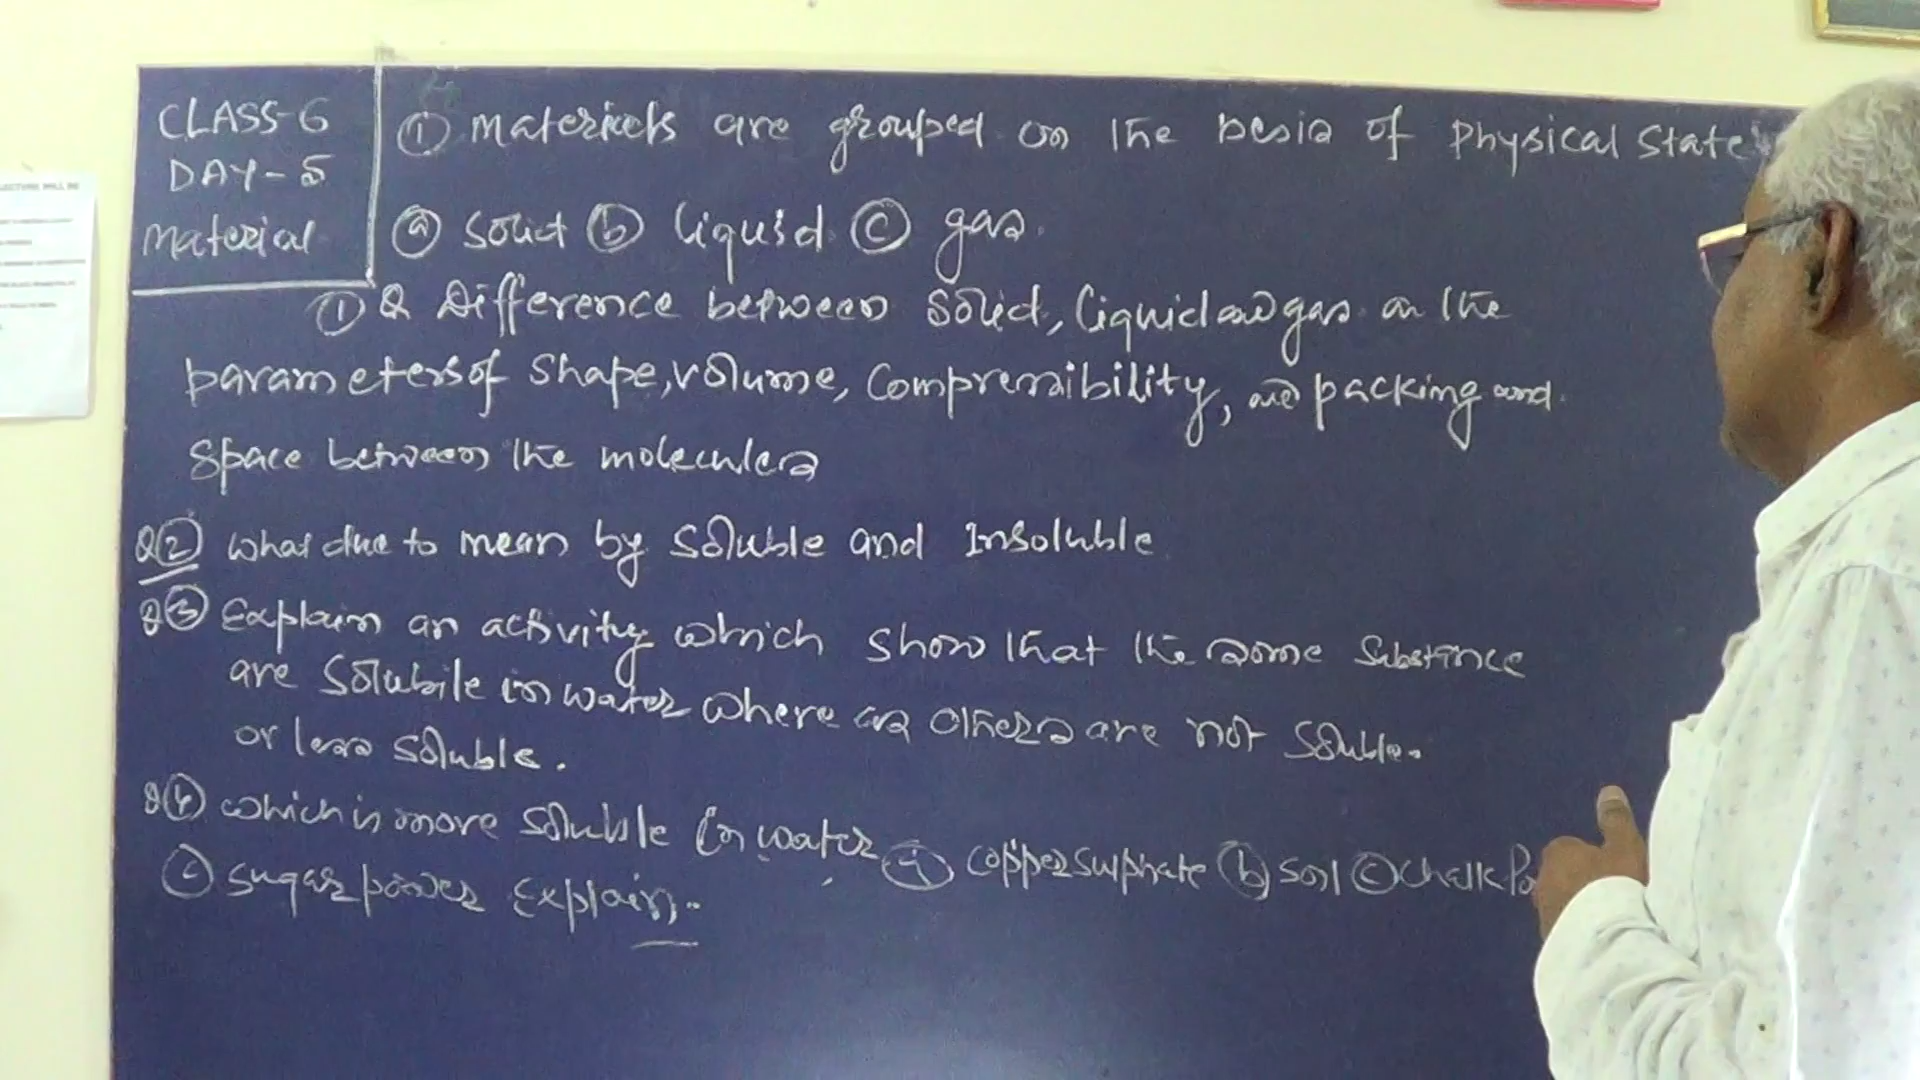 CLASS-6
DAY-5
Material
① Materials are grouped on the besis of Physical State
ⓐ Solid ⓑ liquid ⓒ gas.
① Q Difference between Solid, liquid and gas on the
parameters of Shape, volume, Compressibility, and packing and
Space between the molecules
Q② What due to mean by Soluble and Insoluble
Q③ Explain an activity which show that the some Substance
are Solubile in water where as others are not Soluble.
or less soluble.
Q④ which is more soluble in water, ⓐ Copper Sulphate ⓑ Soil ⓒ Chalk Po
ⓒ Sugar power Explain.